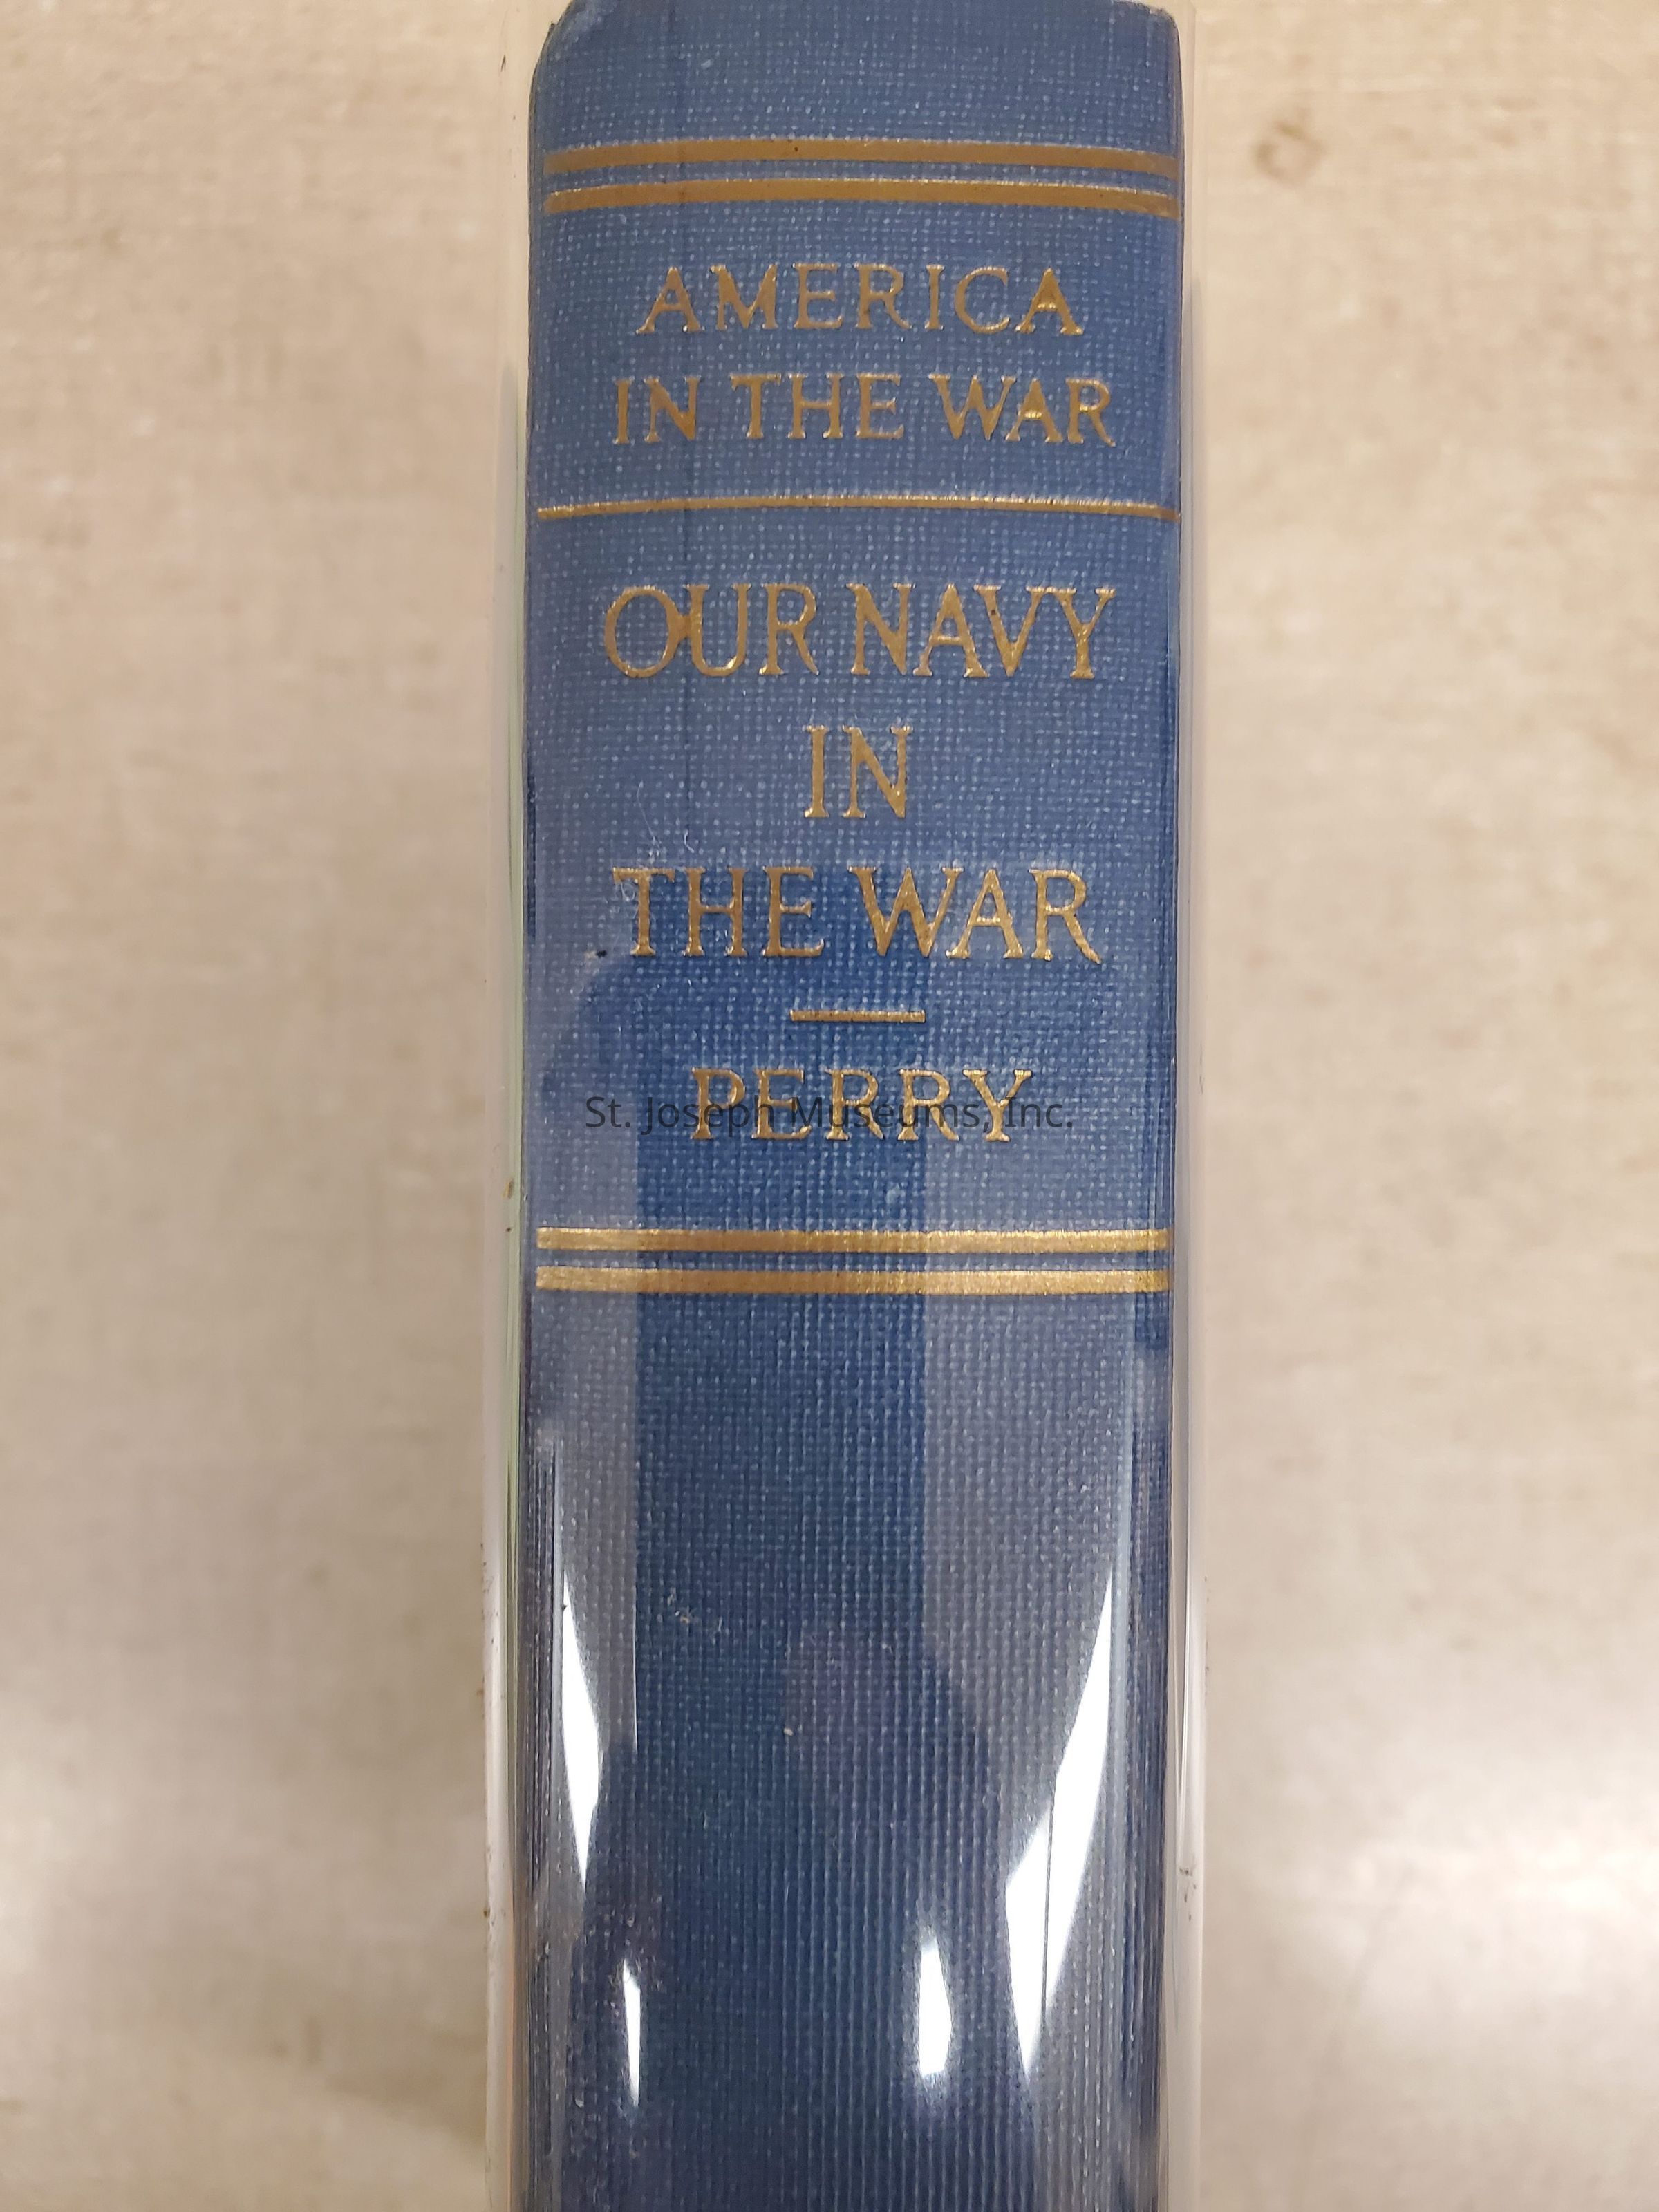 AMERICA
IN THE WAR
OUR NAVY
IN
THE WAR
PERRY
St. Joseph Museums, Inc.